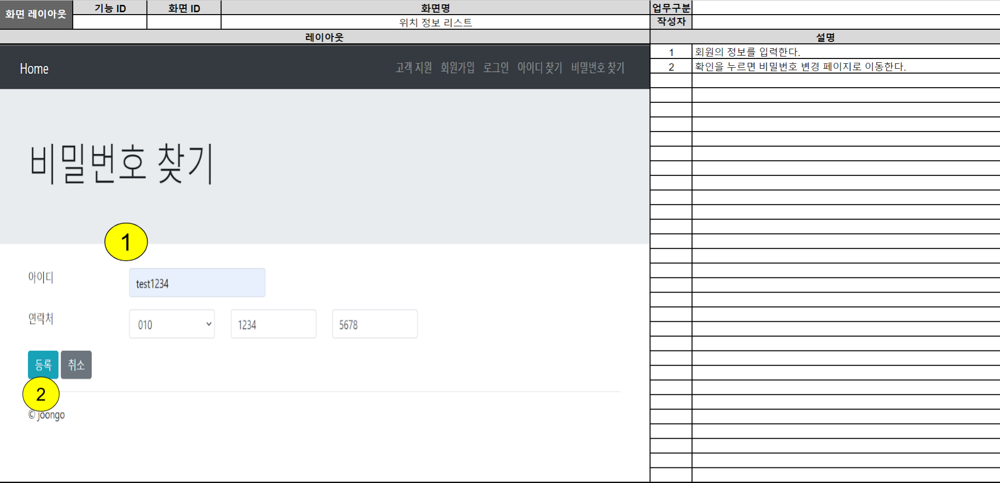 화면 레이아웃
기능 ID
화면 ID
화면명
업무구분
위치 정보 리스트
작성자
레이아웃
설명
1
회원의 정보를 입력한다.
2
확인을 누르면 비밀번호 변경 페이지로 이동한다.
Home
고객 지원 회원가입 로그인 아이디 찾기 비밀번호 찾기
비밀번호 찾기
1
아이디
test1234
연락처
010
1234
5678
등록
취소
2
© joongo